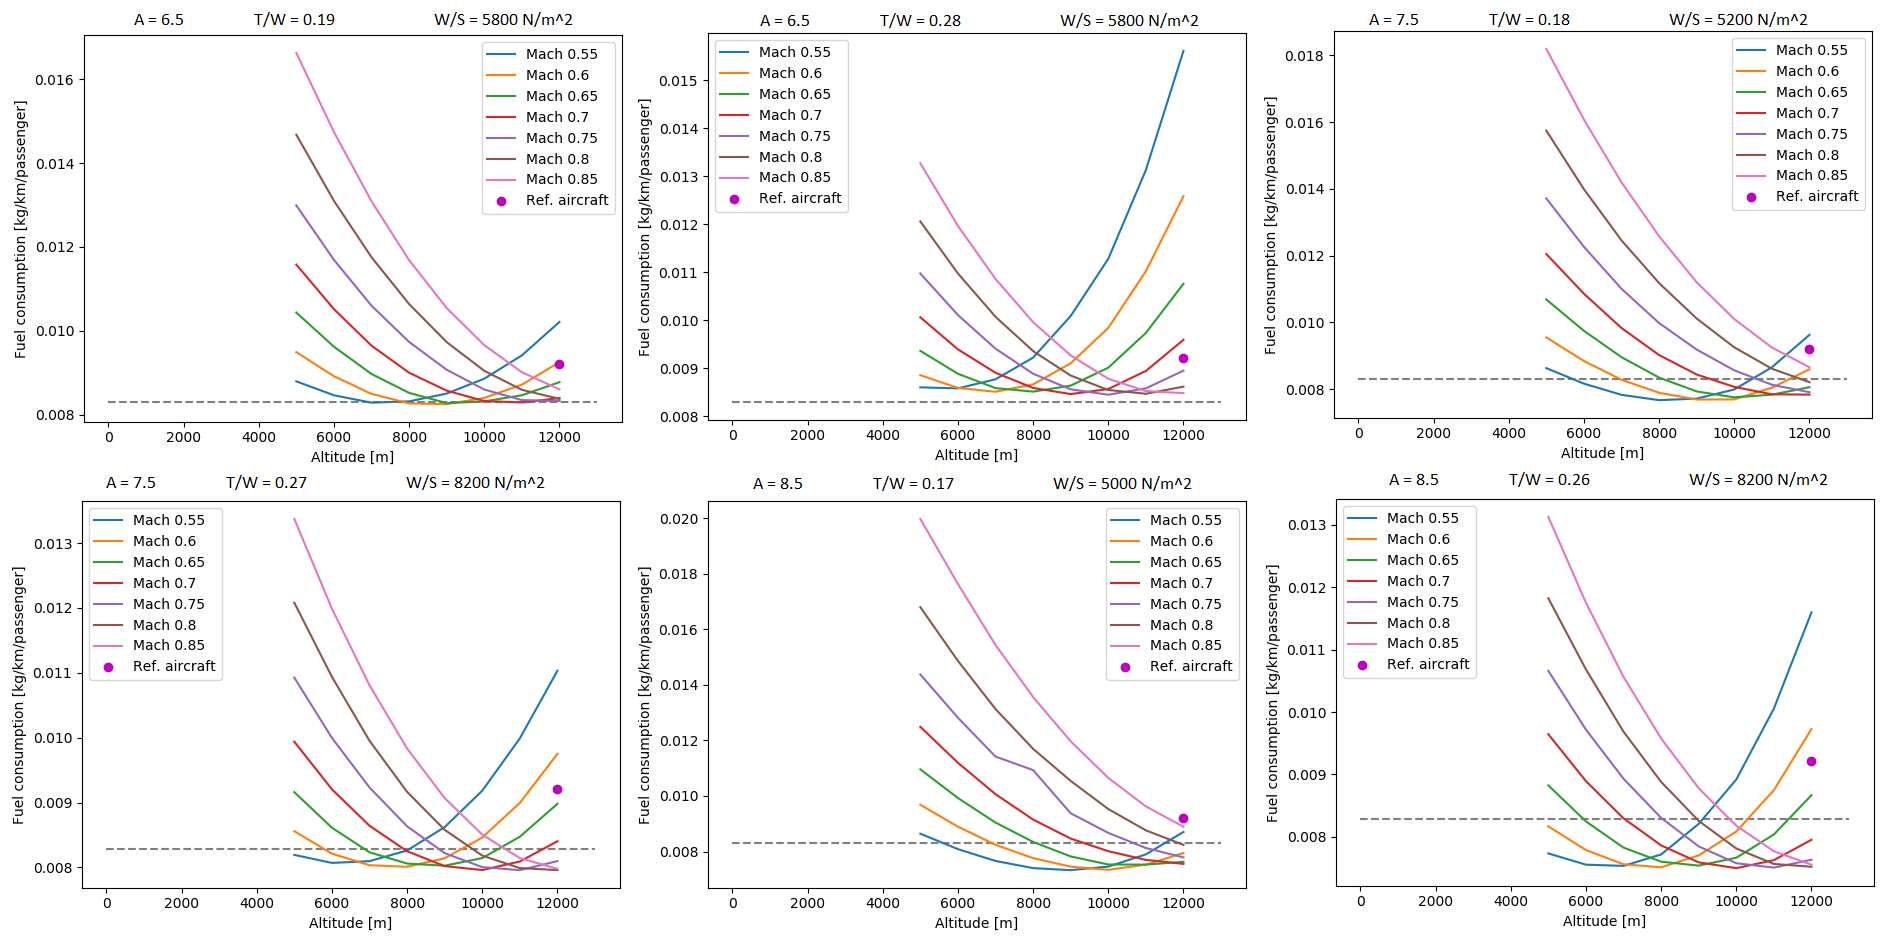 A = 6.5 T/W = 0.19 W/S = 5800 N/m^2
Fuel consumption [kg/km/passenger]
0.016
0.014
0.012
0.010
0.008
Mach 0.55
Mach 0.6
Mach 0.65
Mach 0.7
Mach 0.75
Mach 0.8
Mach 0.85
Ref. aircraft
0 2000 4000 6000 8000 10000 12000
Altitude [m]
A = 6.5 T/W = 0.28 W/S = 5800 N/m^2
Fuel consumption [kg/km/passenger]
0.015
0.014
0.013
0.012
0.011
0.010
0.009
0.008
Mach 0.55
Mach 0.6
Mach 0.65
Mach 0.7
Mach 0.75
Mach 0.8
Mach 0.85
Ref. aircraft
0 2000 4000 6000 8000 10000 12000
Altitude [m]
A = 7.5 T/W = 0.18 W/S = 5200 N/m^2
Fuel consumption [kg/km/passenger]
0.018
0.016
0.014
0.012
0.010
0.008
Mach 0.55
Mach 0.6
Mach 0.65
Mach 0.7
Mach 0.75
Mach 0.8
Mach 0.85
Ref. aircraft
0 2000 4000 6000 8000 10000 12000
Altitude [m]
A = 7.5 T/W = 0.27 W/S = 8200 N/m^2
Fuel consumption [kg/km/passenger]
0.013
0.012
0.011
0.010
0.009
0.008
Mach 0.55
Mach 0.6
Mach 0.65
Mach 0.7
Mach 0.75
Mach 0.8
Mach 0.85
Ref. aircraft
0 2000 4000 6000 8000 10000 12000
Altitude [m]
A = 8.5 T/W = 0.17 W/S = 5000 N/m^2
Fuel consumption [kg/km/passenger]
0.020
0.018
0.016
0.014
0.012
0.010
0.008
Mach 0.55
Mach 0.6
Mach 0.65
Mach 0.7
Mach 0.75
Mach 0.8
Mach 0.85
Ref. aircraft
0 2000 4000 6000 8000 10000 12000
Altitude [m]
A = 8.5 T/W = 0.26 W/S = 8200 N/m^2
Fuel consumption [kg/km/passenger]
0.013
0.012
0.011
0.010
0.009
0.008
Mach 0.55
Mach 0.6
Mach 0.65
Mach 0.7
Mach 0.75
Mach 0.8
Mach 0.85
Ref. aircraft
0 2000 4000 6000 8000 10000 12000
Altitude [m]